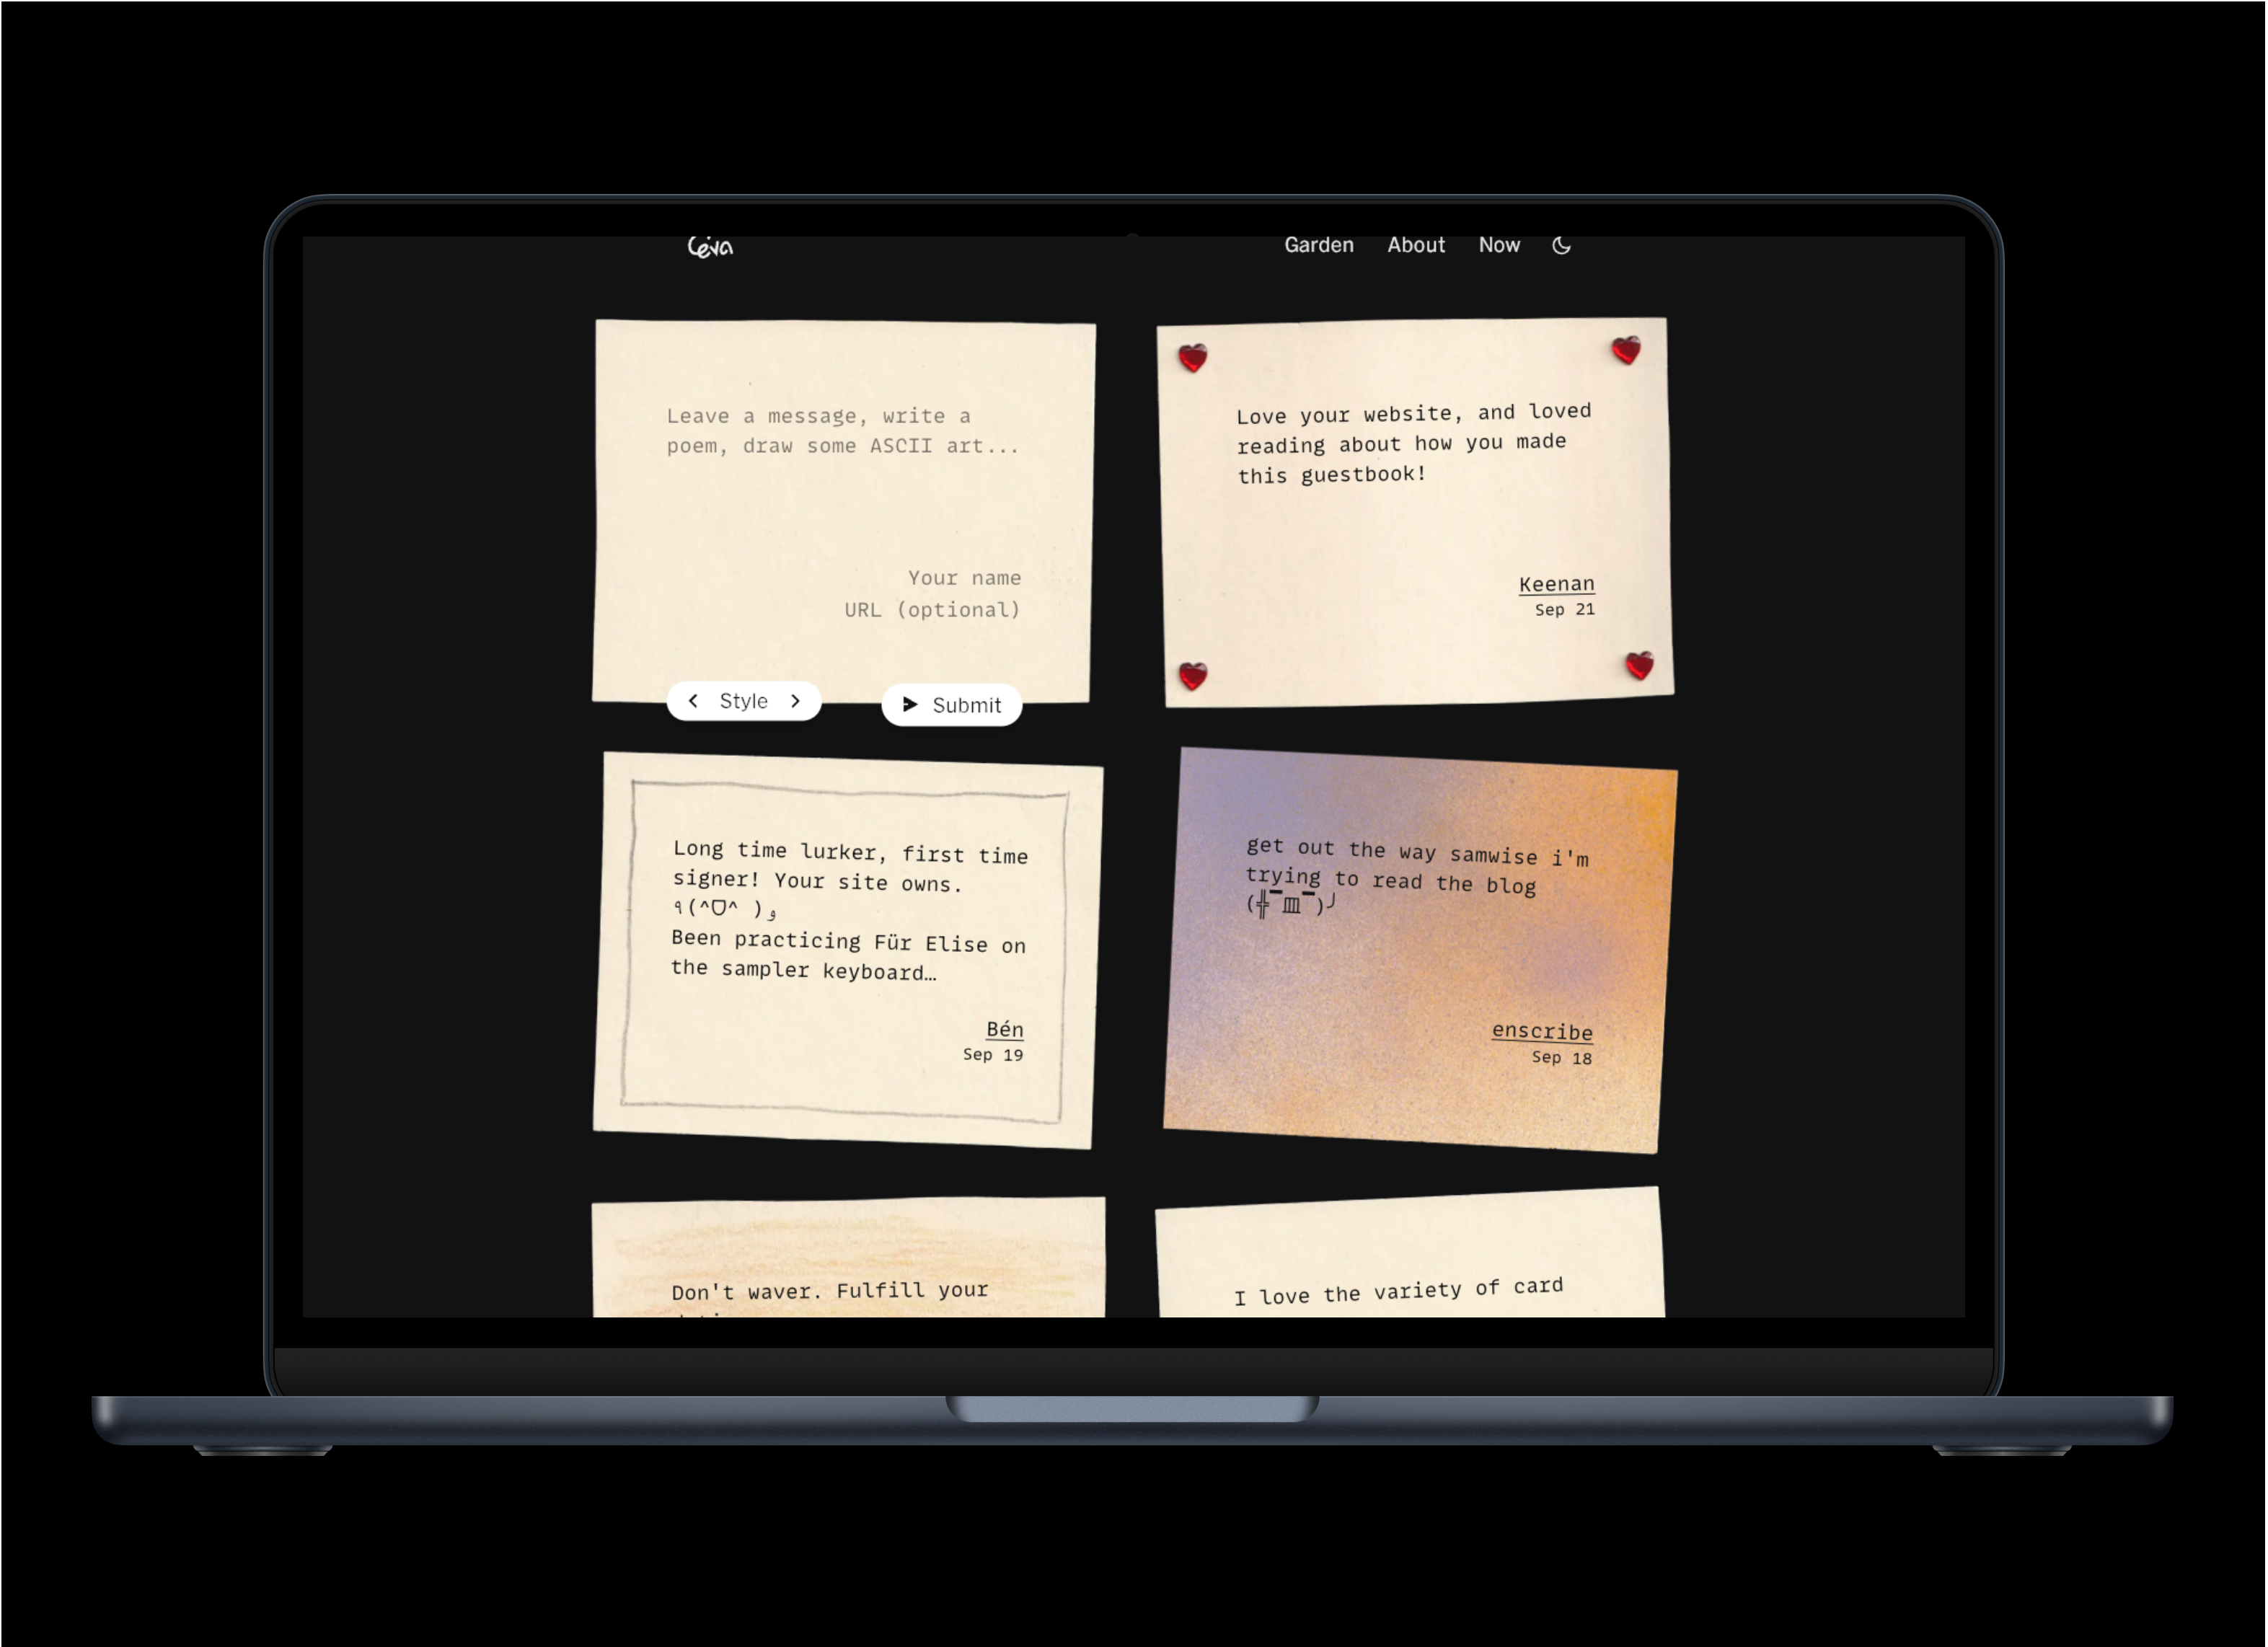 Garden About Now
Leave a message, write a
poem, draw some ASCII art...
Your name
URL (optional)
< Style >
Submit
Love your website, and loved
reading about how you made
this guestbook!
Keenan
Sep 21
Long time lurker, first time
signer! Your site owns.
٩(^ᗜ^ )و
Been practicing Für Elise on
the sampler keyboard…
Bén
Sep 19
get out the way samwise i'm
trying to read the blog
(╬▔皿▔)╯
enscribe
Sep 18
Don't waver. Fulfill your
I love the variety of card